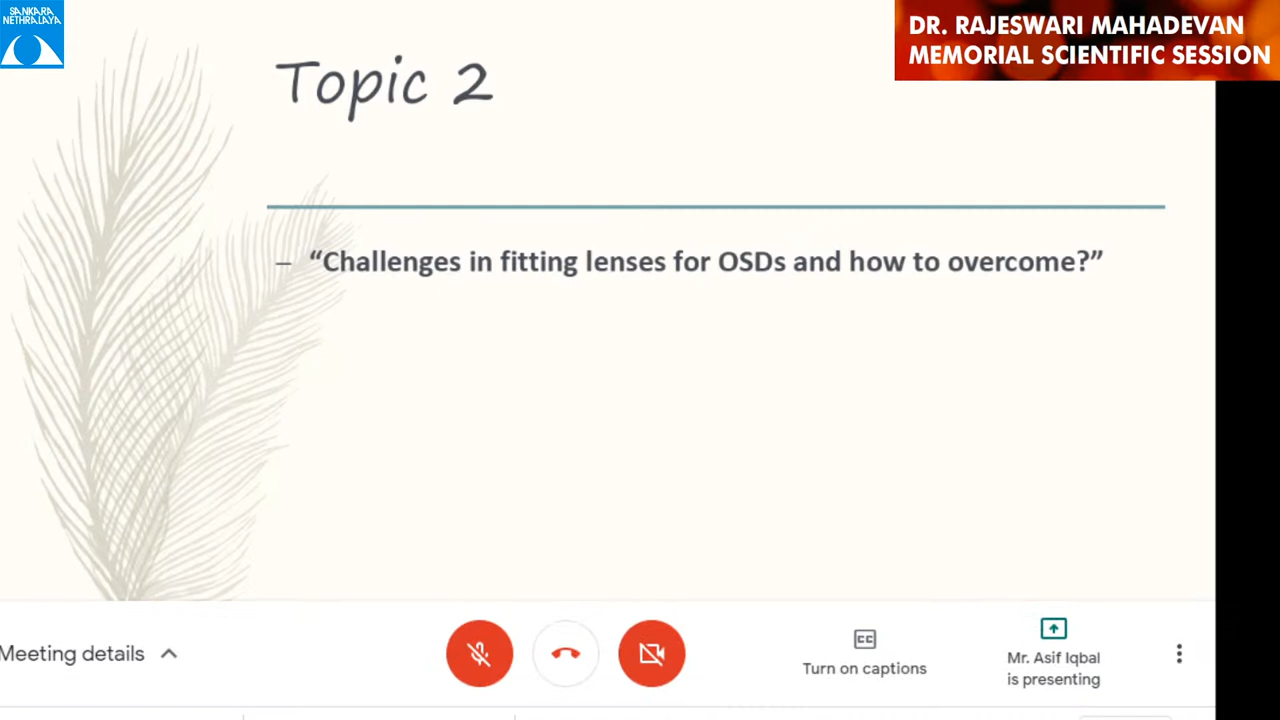 SANKARA
NETHRALAYA
DR. RAJESWARI MAHADEVAN
MEMORIAL SCIENTIFIC SESSION
Topic 2
– “Challenges in fitting lenses for OSDs and how to overcome?”
Meeting details
CC
Turn on captions
Mr. Asif Iqbal
is presenting